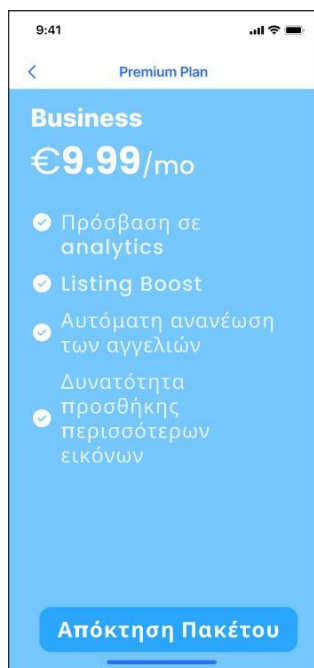 9:41
Premium Plan
Business
€9.99/mo
Πρόσβαση σε
analytics
Listing Boost
Αυτόματη ανανέωση
των αγγελιών
Δυνατότητα
προσθήκης
περισσότερων
εικόνων
Απόκτηση Πακέτου